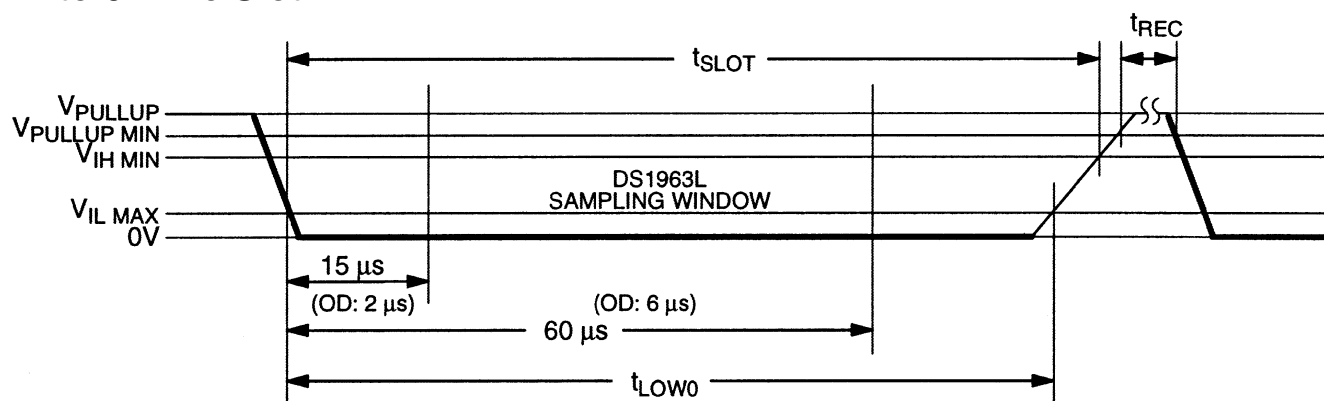 tREC
tSLOT
VPULLUP
VPULLUP MIN
VIH MIN
DS1963L
SAMPLING WINDOW
VIL MAX
0V
15 μs
(OD: 2 μs)
(OD: 6 μs)
60 μs
tLOW0